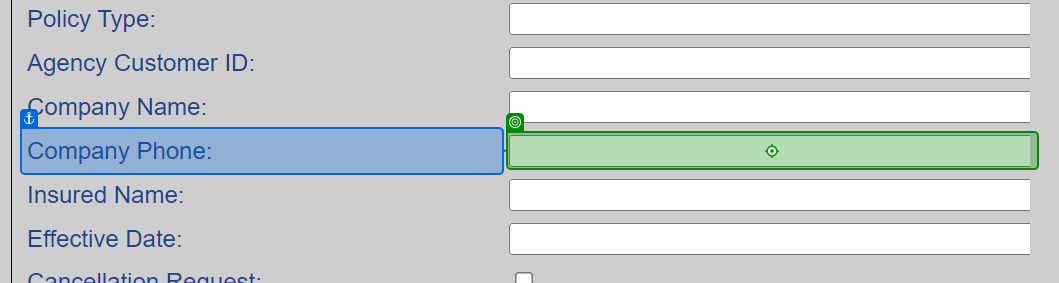 Policy Type:
Agency Customer ID:
Company Name:
Company Phone:
Insured Name:
Effective Date:
Cancellation Request: